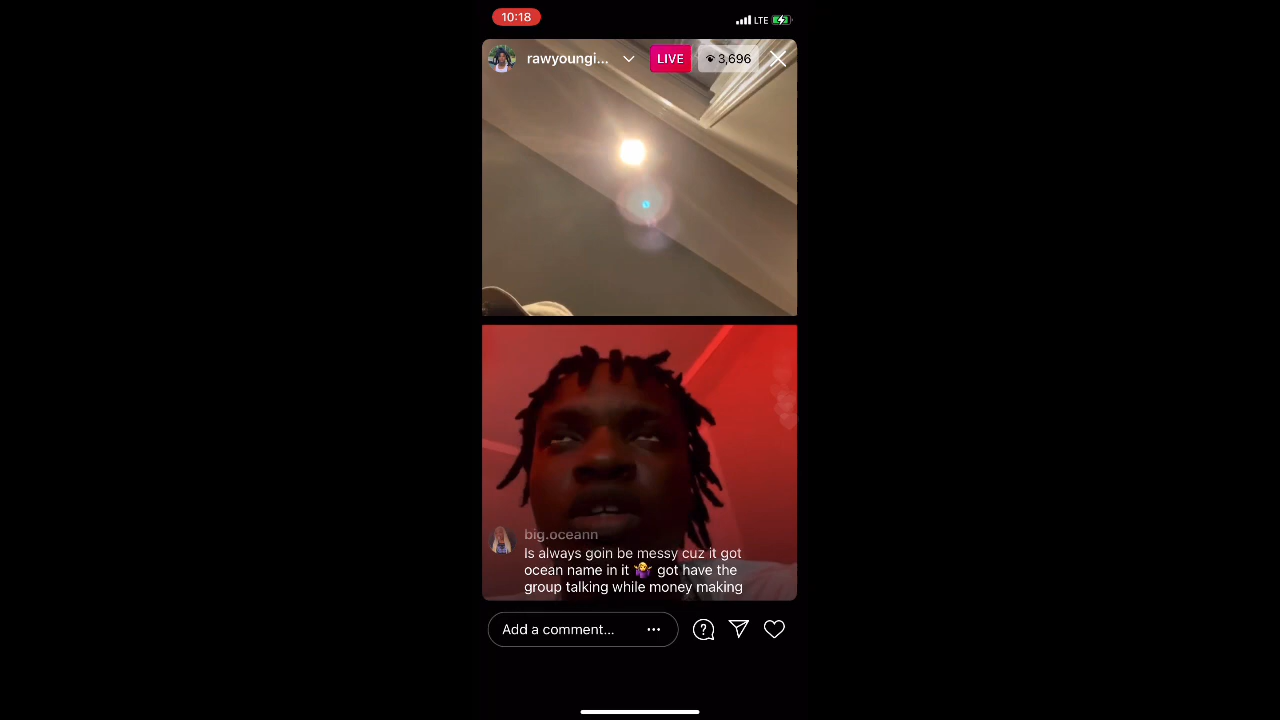 10:18
LTE
rawyoungi...
LIVE
3,696
big.oceann
Is always goin be messy cuz it got
ocean name in it 🤷‍♀️ got have the
group talking while money making
Add a comment...